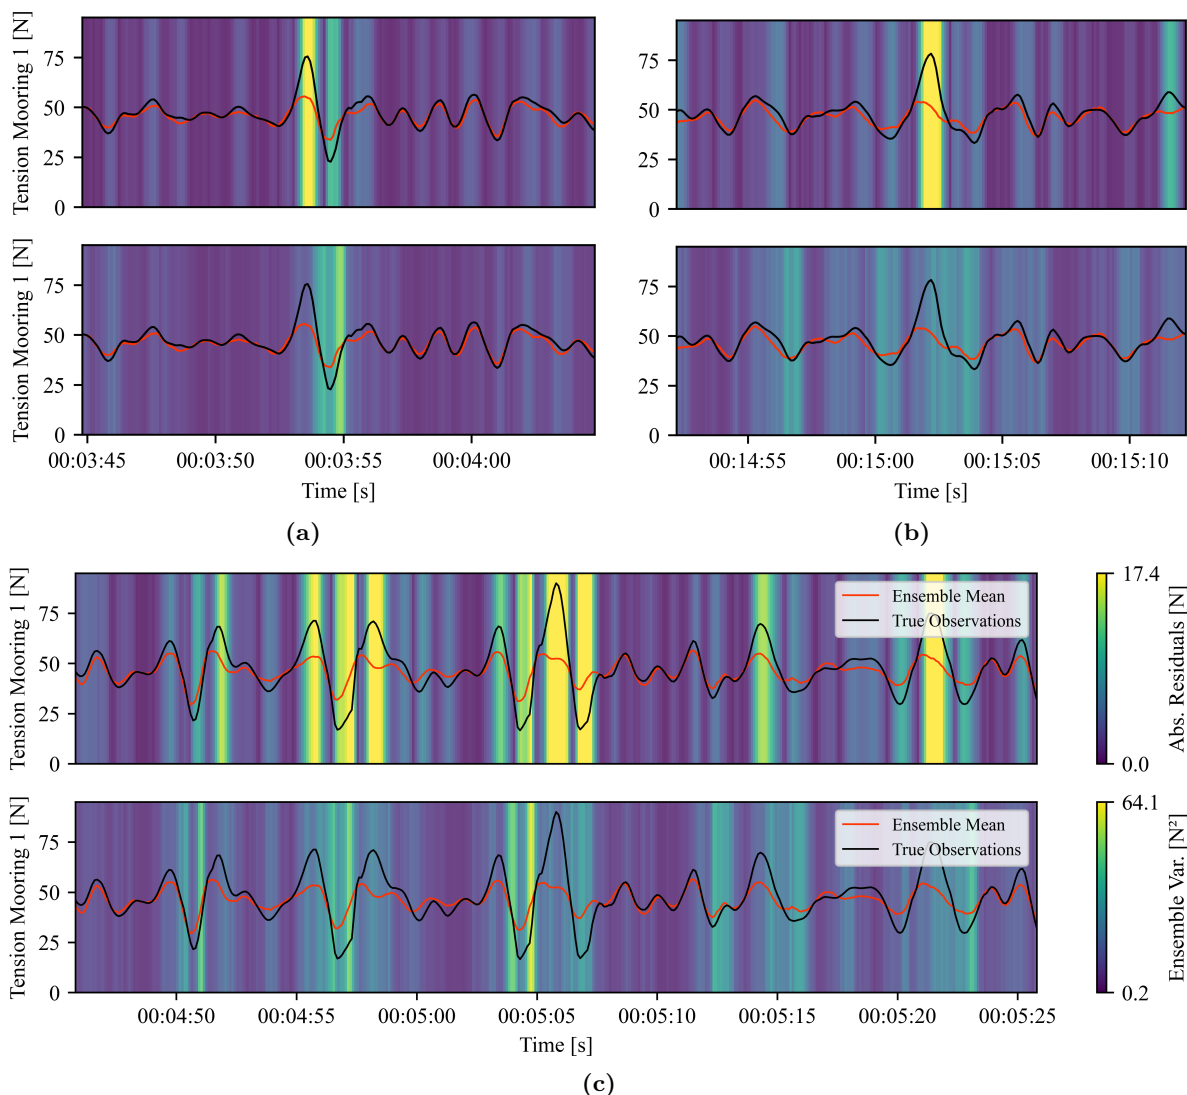 Tension Mooring 1 [N]
75
50
25
0
75
50
25
0
Tension Mooring 1 [N]
75
50
25
0
75
50
25
0
00:03:45
00:03:50
00:03:55
00:04:00
00:14:55
00:15:00
00:15:05
00:15:10
Time [s]
Time [s]
(a)
(b)
Tension Mooring 1 [N]
75
50
25
0
Ensemble Mean
True Observations
17.4
0.0
Abs. Residuals [N]
Tension Mooring 1 [N]
75
50
25
0
Ensemble Mean
True Observations
64.1
0.2
Ensemble Var. [N²]
00:04:50
00:04:55
00:05:00
00:05:05
00:05:10
00:05:15
00:05:20
00:05:25
Time [s]
(c)